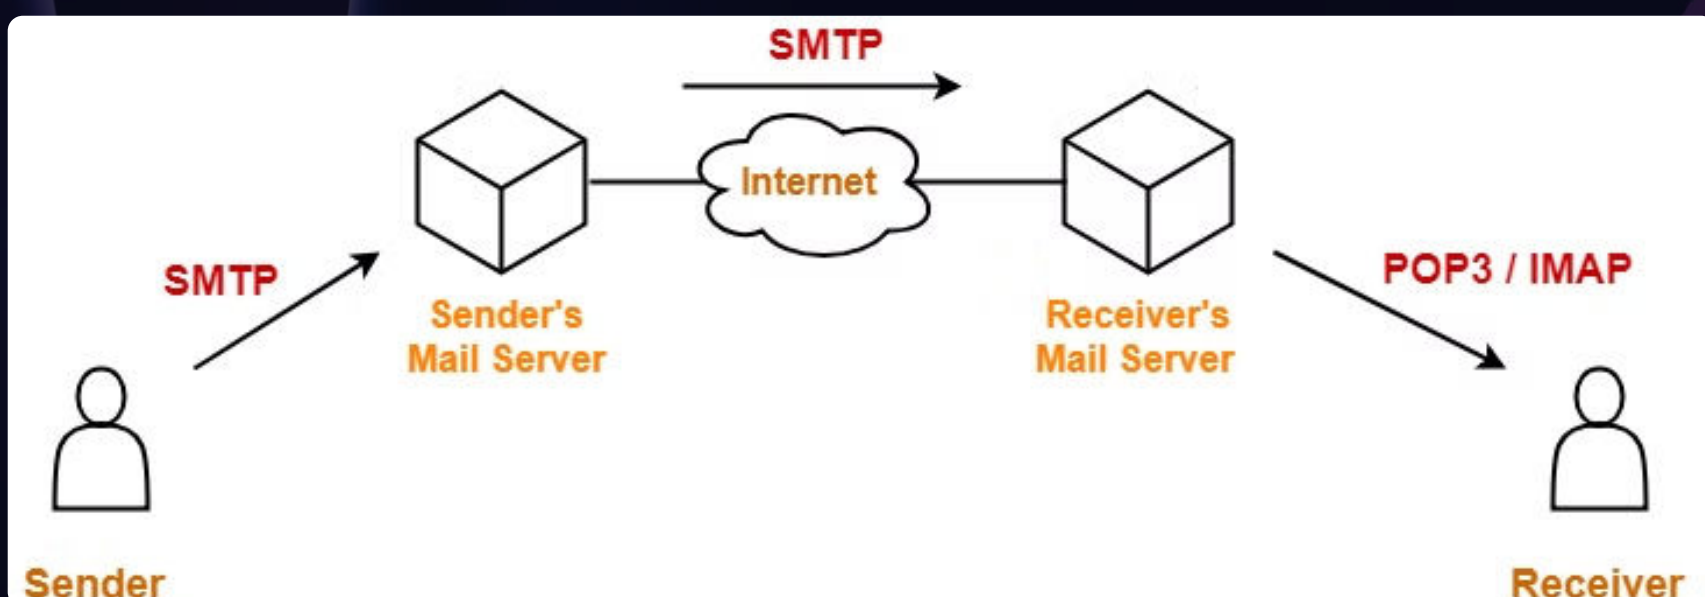 SMTP
Internet
SMTP
POP3 / IMAP
Sender's
Mail Server
Receiver's
Mail Server
Sender
Receiver